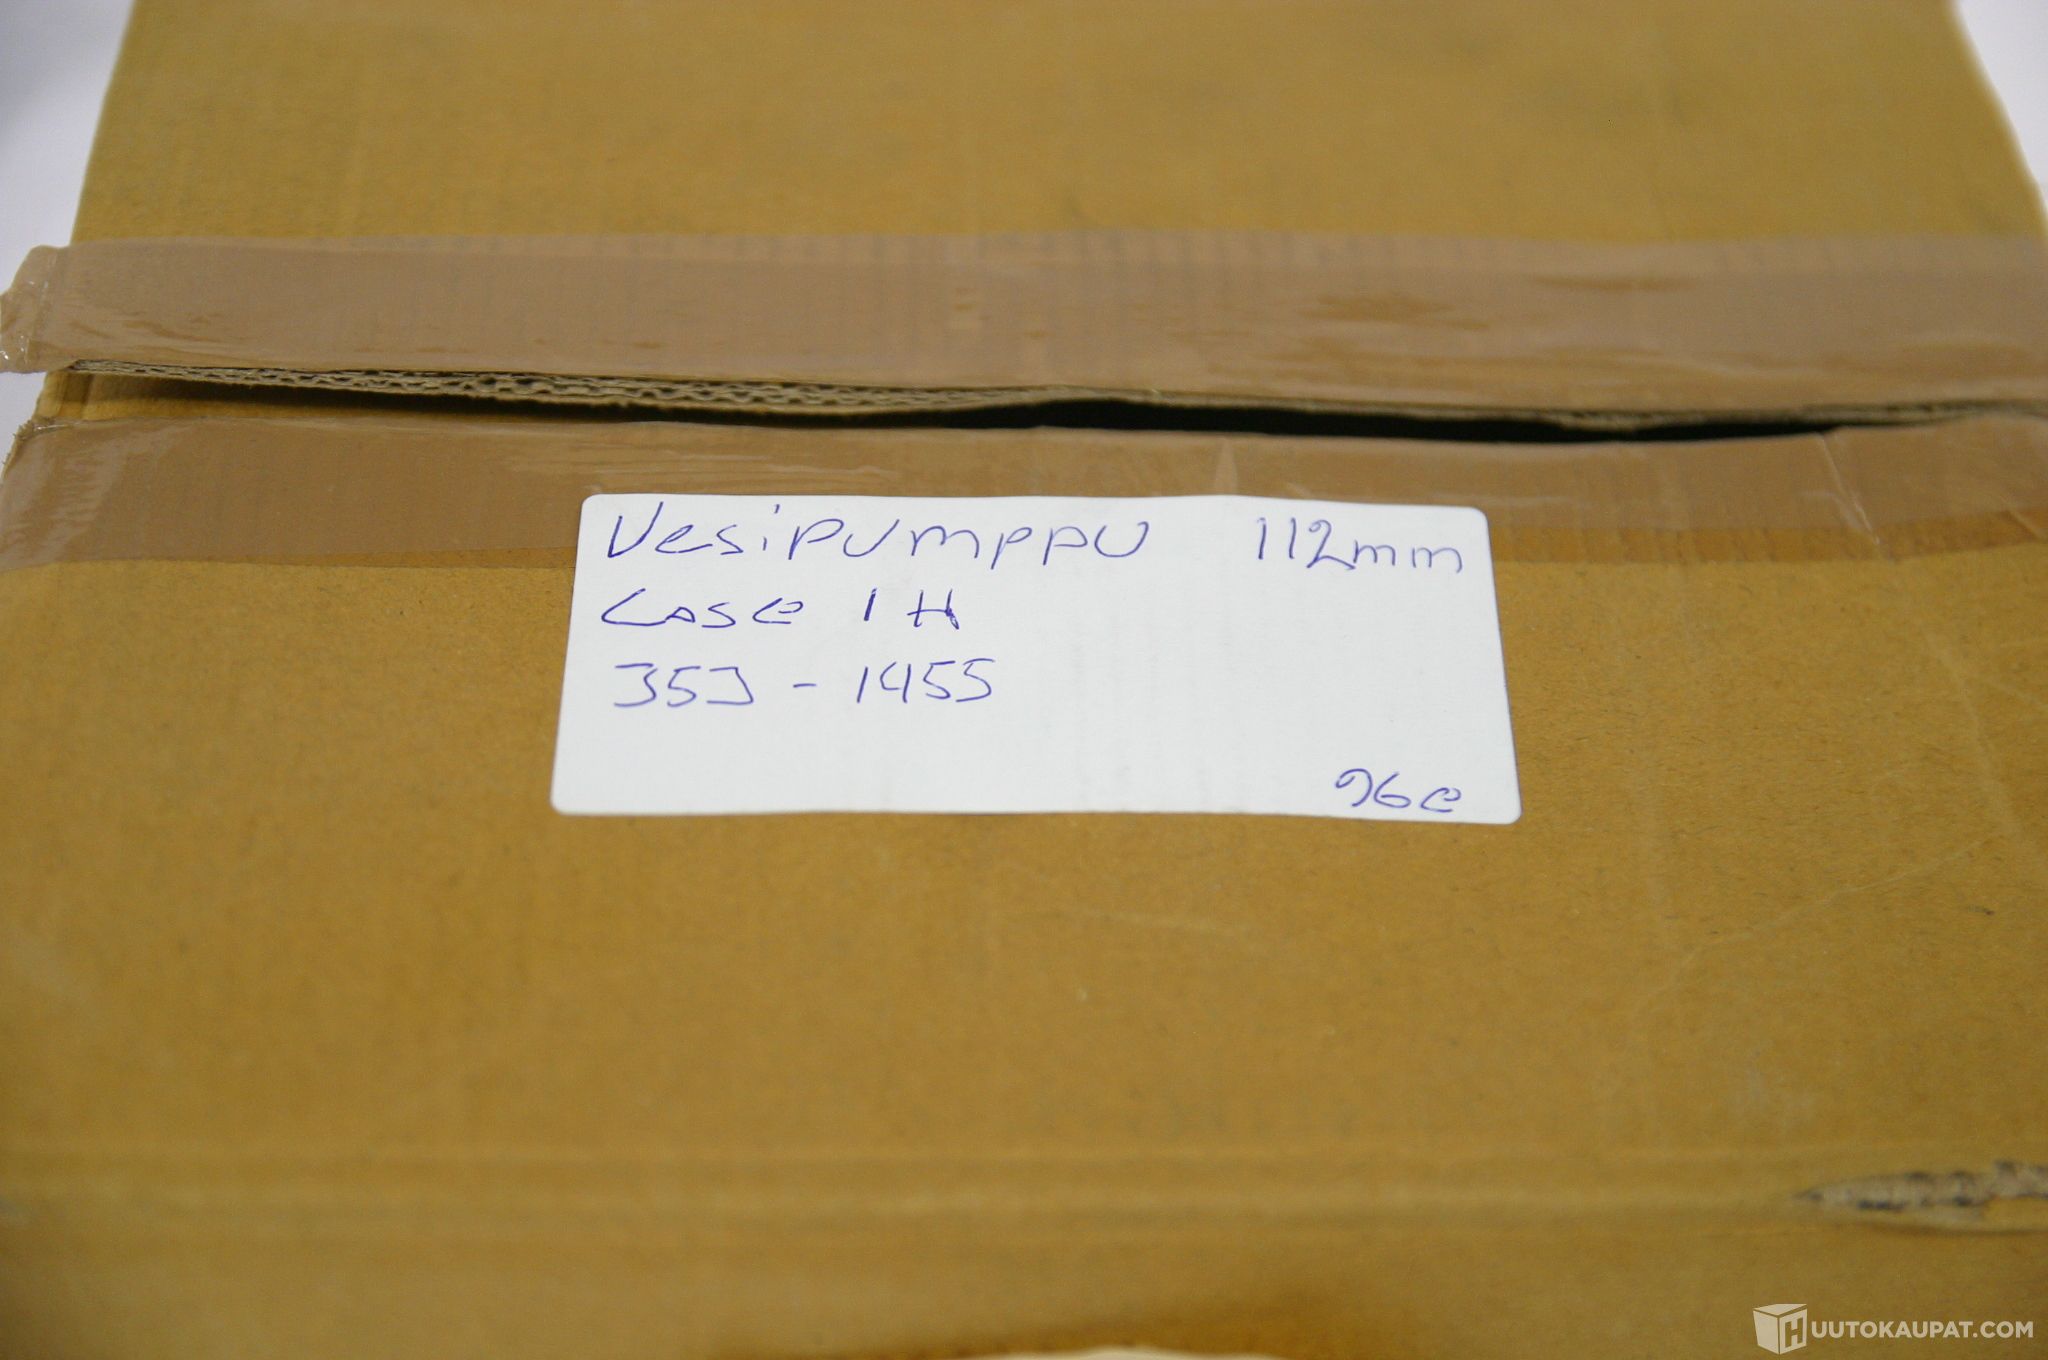 Vesipumppu 112mm
Case IH
353-1455
96e
HUUTOKAUPAT.COM